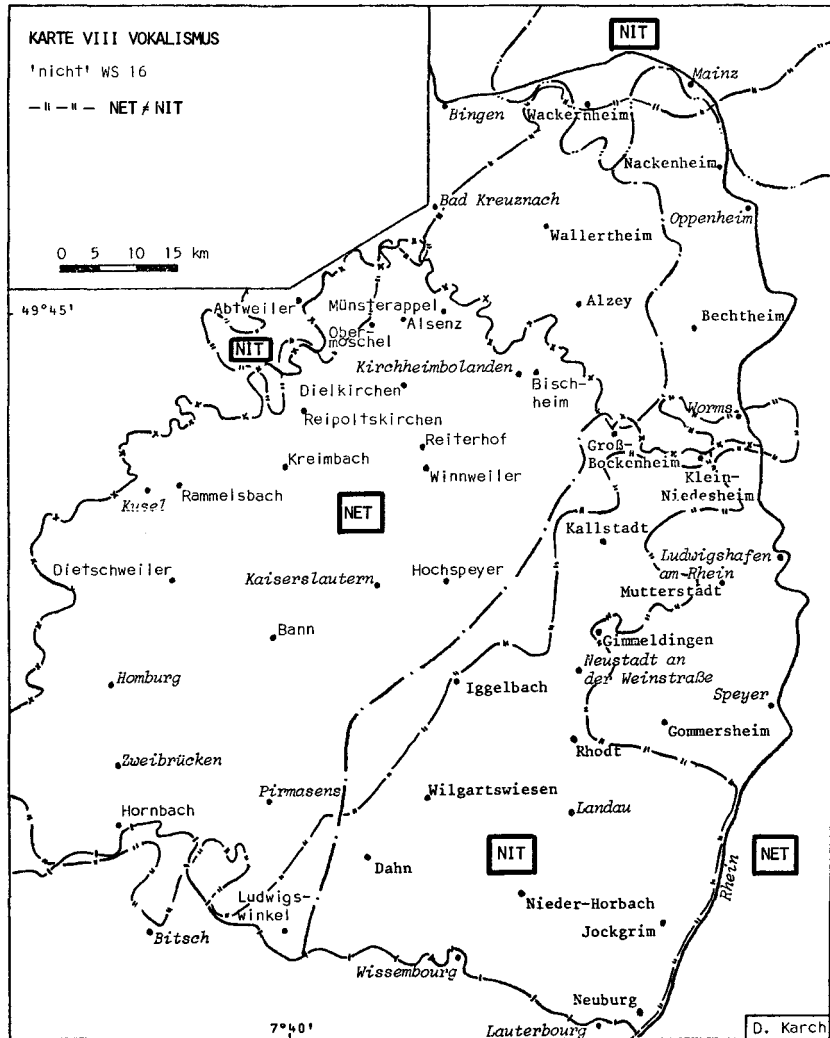 KARTE VIII VOKALISMUS
'nicht' WS 16
NET ≠ NIT
0 5 10 15 km
NIT
Mainz
Bingen
Wackernheim
Nackenheim
Bad Kreuznach
Oppenheim
Wallertheim
49°45'
Abtweiler
Münsterappel
Alsenz
Alzey
Ober-
moschel
Bechtheim
NIT
Kirchheimbolanden
Bisch-
heim
Dielkirchen
Reipoltskirchen
Worms
Reiterhof
Groß-
Bockenheim
Kreimbach
Winnweiler
Klein-
Niedesheim
Kusel
Rammelsbach
NET
Kallstadt
Ludwigshafen
am-Rhein
Dietschweiler
Kaiserslautern
Hochspeyer
Mutterstadt
Bann
Gimmeldingen
Homburg
Iggelbach
Neustadt an
der Weinstraße
Speyer
Gommersheim
Rhodt
Zweibrücken
Pirmasens
Wilgartswiesen
Landau
Hornbach
Dahn
NIT
NET
Rhein
Ludwigs-
winkel
Nieder-Horbach
Bitsch
Jockgrim
Wissembourg
Neuburg
7°40'
Lauterbourg
D. Karch